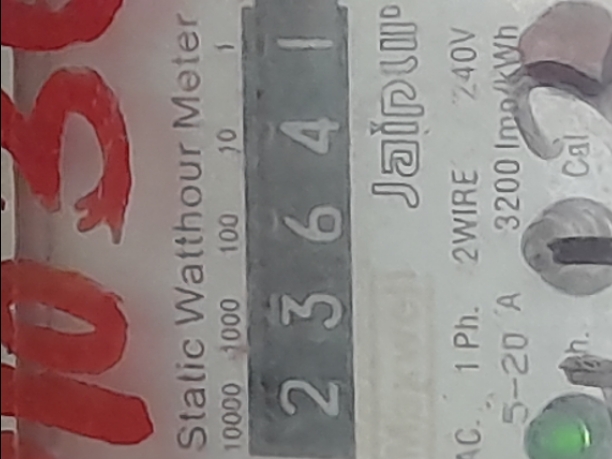 Static Watthour Meter
10000 1000 100 10 1
2 3 6 4 1
Jaipur
AC. 1 Ph. 2WIRE 240V
5-20 A 3200 Imp/KWh
Cal